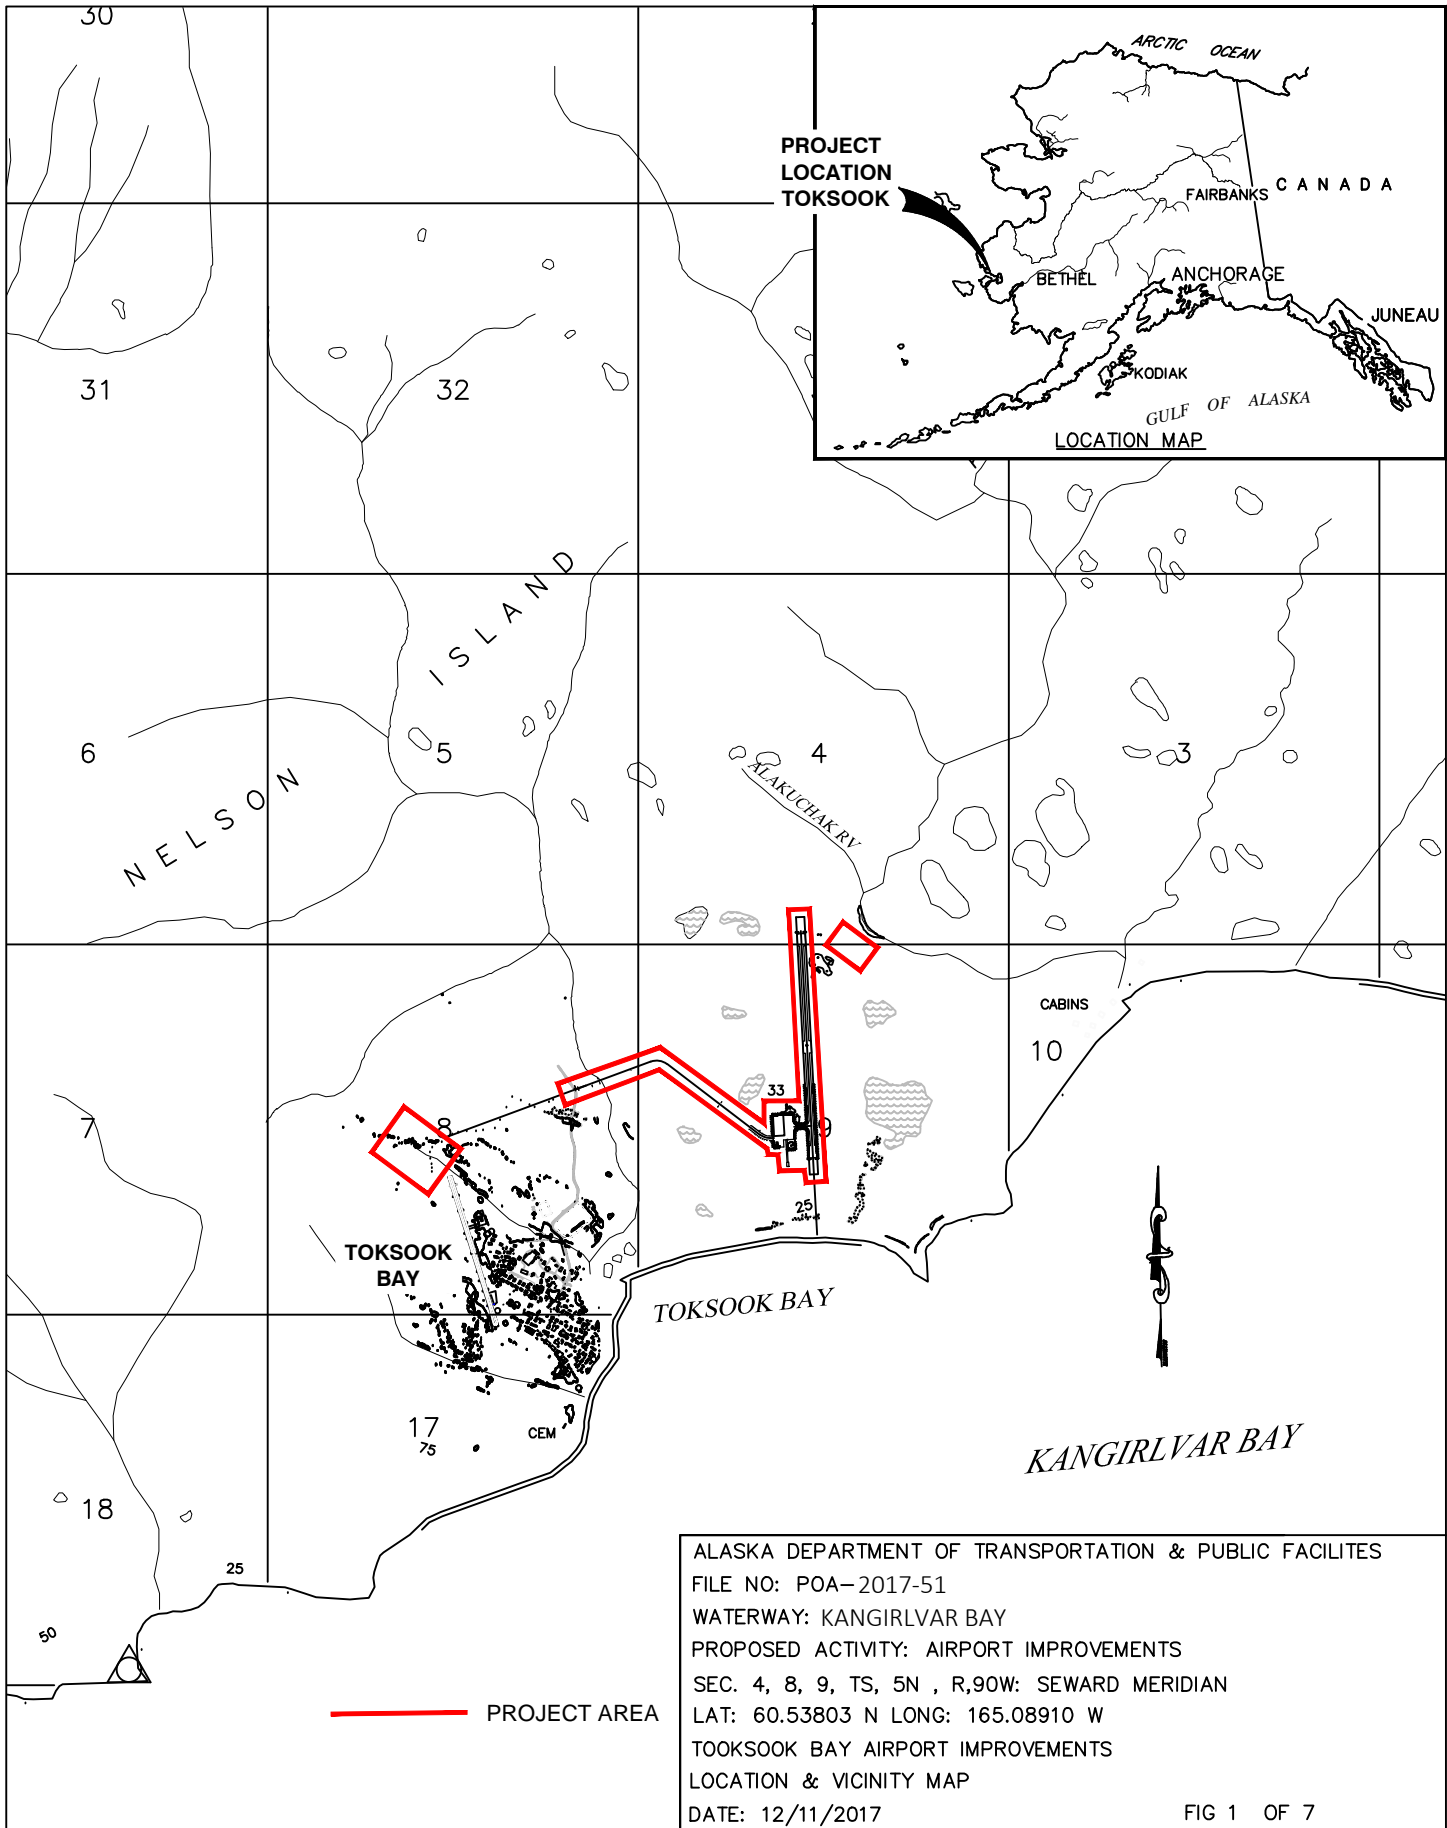 30
ARCTIC OCEAN
PROJECT
LOCATION
TOKSOOK
FAIRBANKS
CANADA
BETHEL
ANCHORAGE
JUNEAU
KODIAK
GULF OF ALASKA
LOCATION MAP
31
32
ISLAND
6
5
4
3
NELSON
ALAKUCHAK RV
CABINS
10
33
7
8
9
25
TOKSOOK
BAY
TOKSOOK BAY
17
75
CEM
KANGIRLVAR BAY
18
25
50
PROJECT AREA
ALASKA DEPARTMENT OF TRANSPORTATION & PUBLIC FACILITES
FILE NO: POA-2017-51
WATERWAY: KANGIRLVAR BAY
PROPOSED ACTIVITY: AIRPORT IMPROVEMENTS
SEC. 4, 8, 9, TS, 5N , R,90W: SEWARD MERIDIAN
LAT: 60.53803 N LONG: 165.08910 W
TOOKSOOK BAY AIRPORT IMPROVEMENTS
LOCATION & VICINITY MAP
DATE: 12/11/2017 FIG 1 OF 7